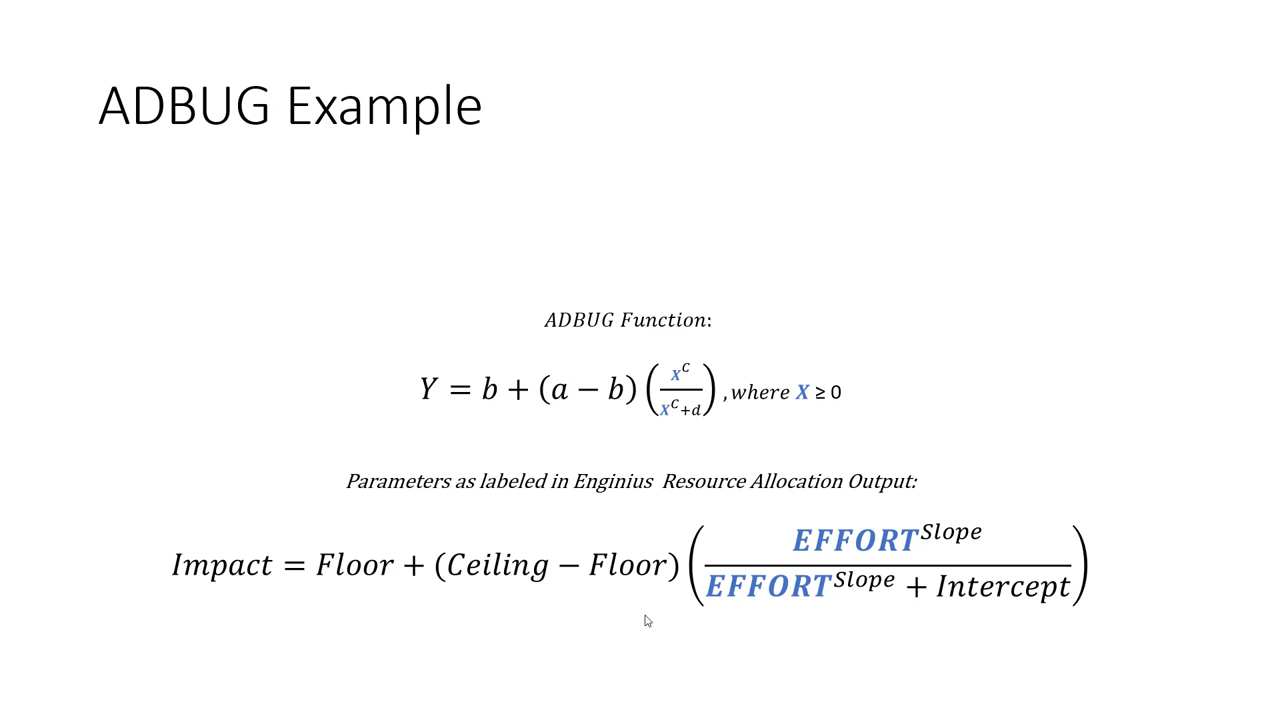 ADBUG Example
ADBUG Function:
Y = b + (a − b) (X^C / (X^C + d)) , where X ≥ 0
Parameters as labeled in Enginius Resource Allocation Output:
Impact = Floor + (Ceiling − Floor) (EFFORT^Slope / (EFFORT^Slope + Intercept))